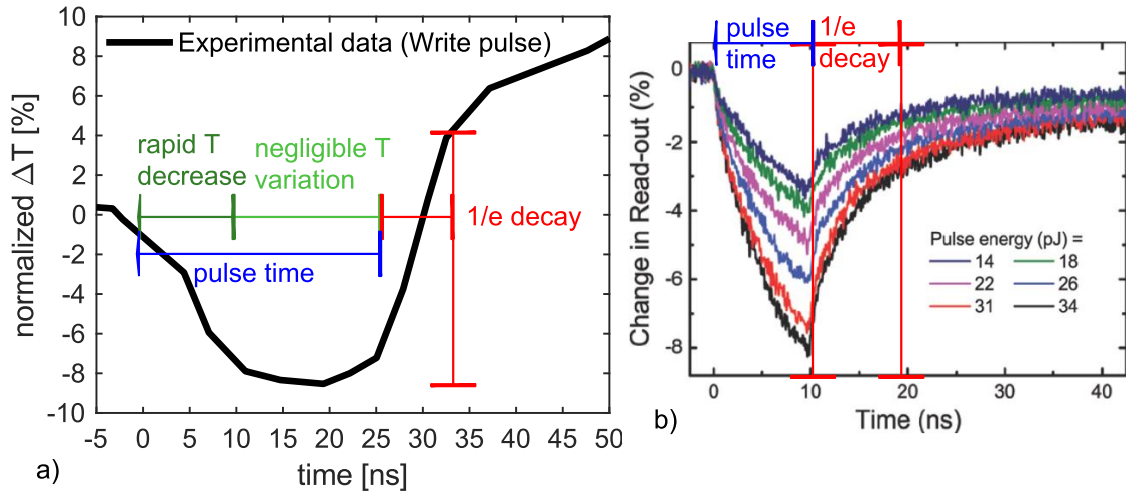 Experimental data (Write pulse)
normalized ΔT [%]
10
8
6
4
2
0
-2
-4
-6
-8
-10
rapid T
decrease
negligible T
variation
1/e decay
pulse time
-5
0
5
10
15
20
25
25
35
40
45
50
time [ns]
a)
pulse
time
1/e
decay
Change in Read-out (%)
0
-2
-4
-6
-8
Pulse energy (pJ) =
14
18
22
26
31
34
0
10
20
30
40
Time (ns)
b)